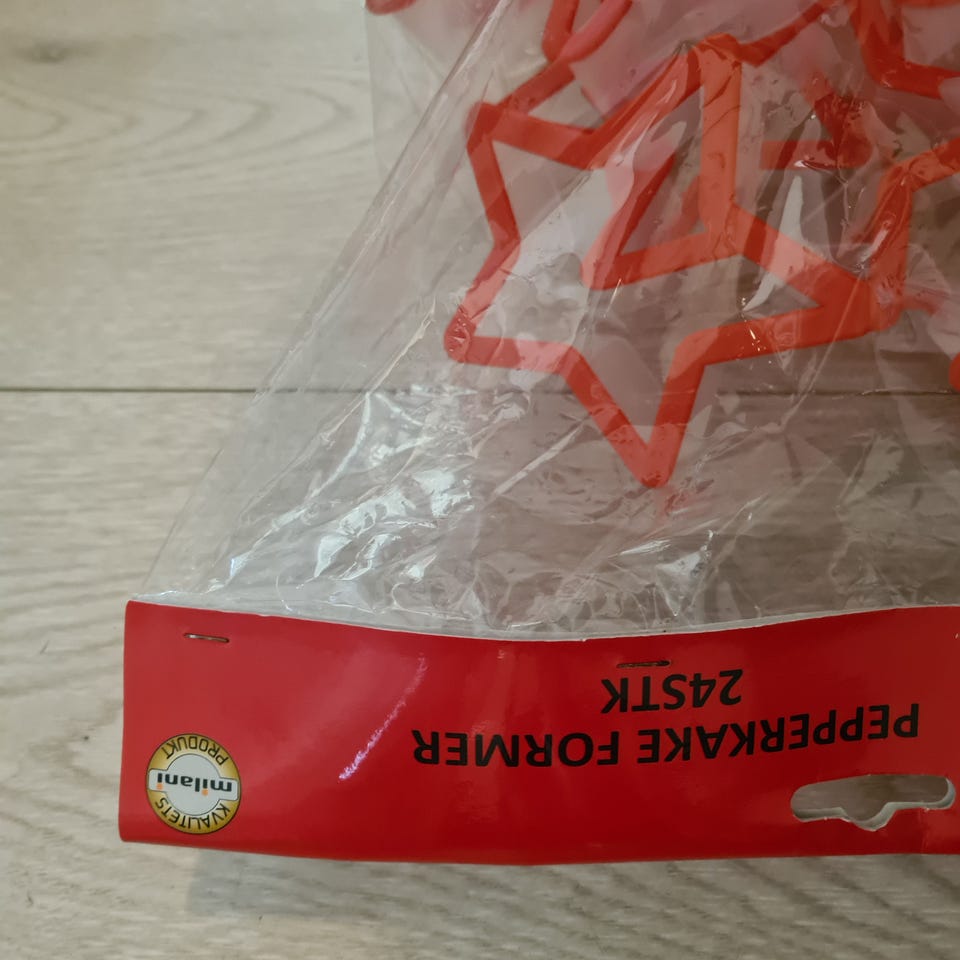 PEPPERKAKE FORMER
24STK
KVALITETS
milani
PRODUKT